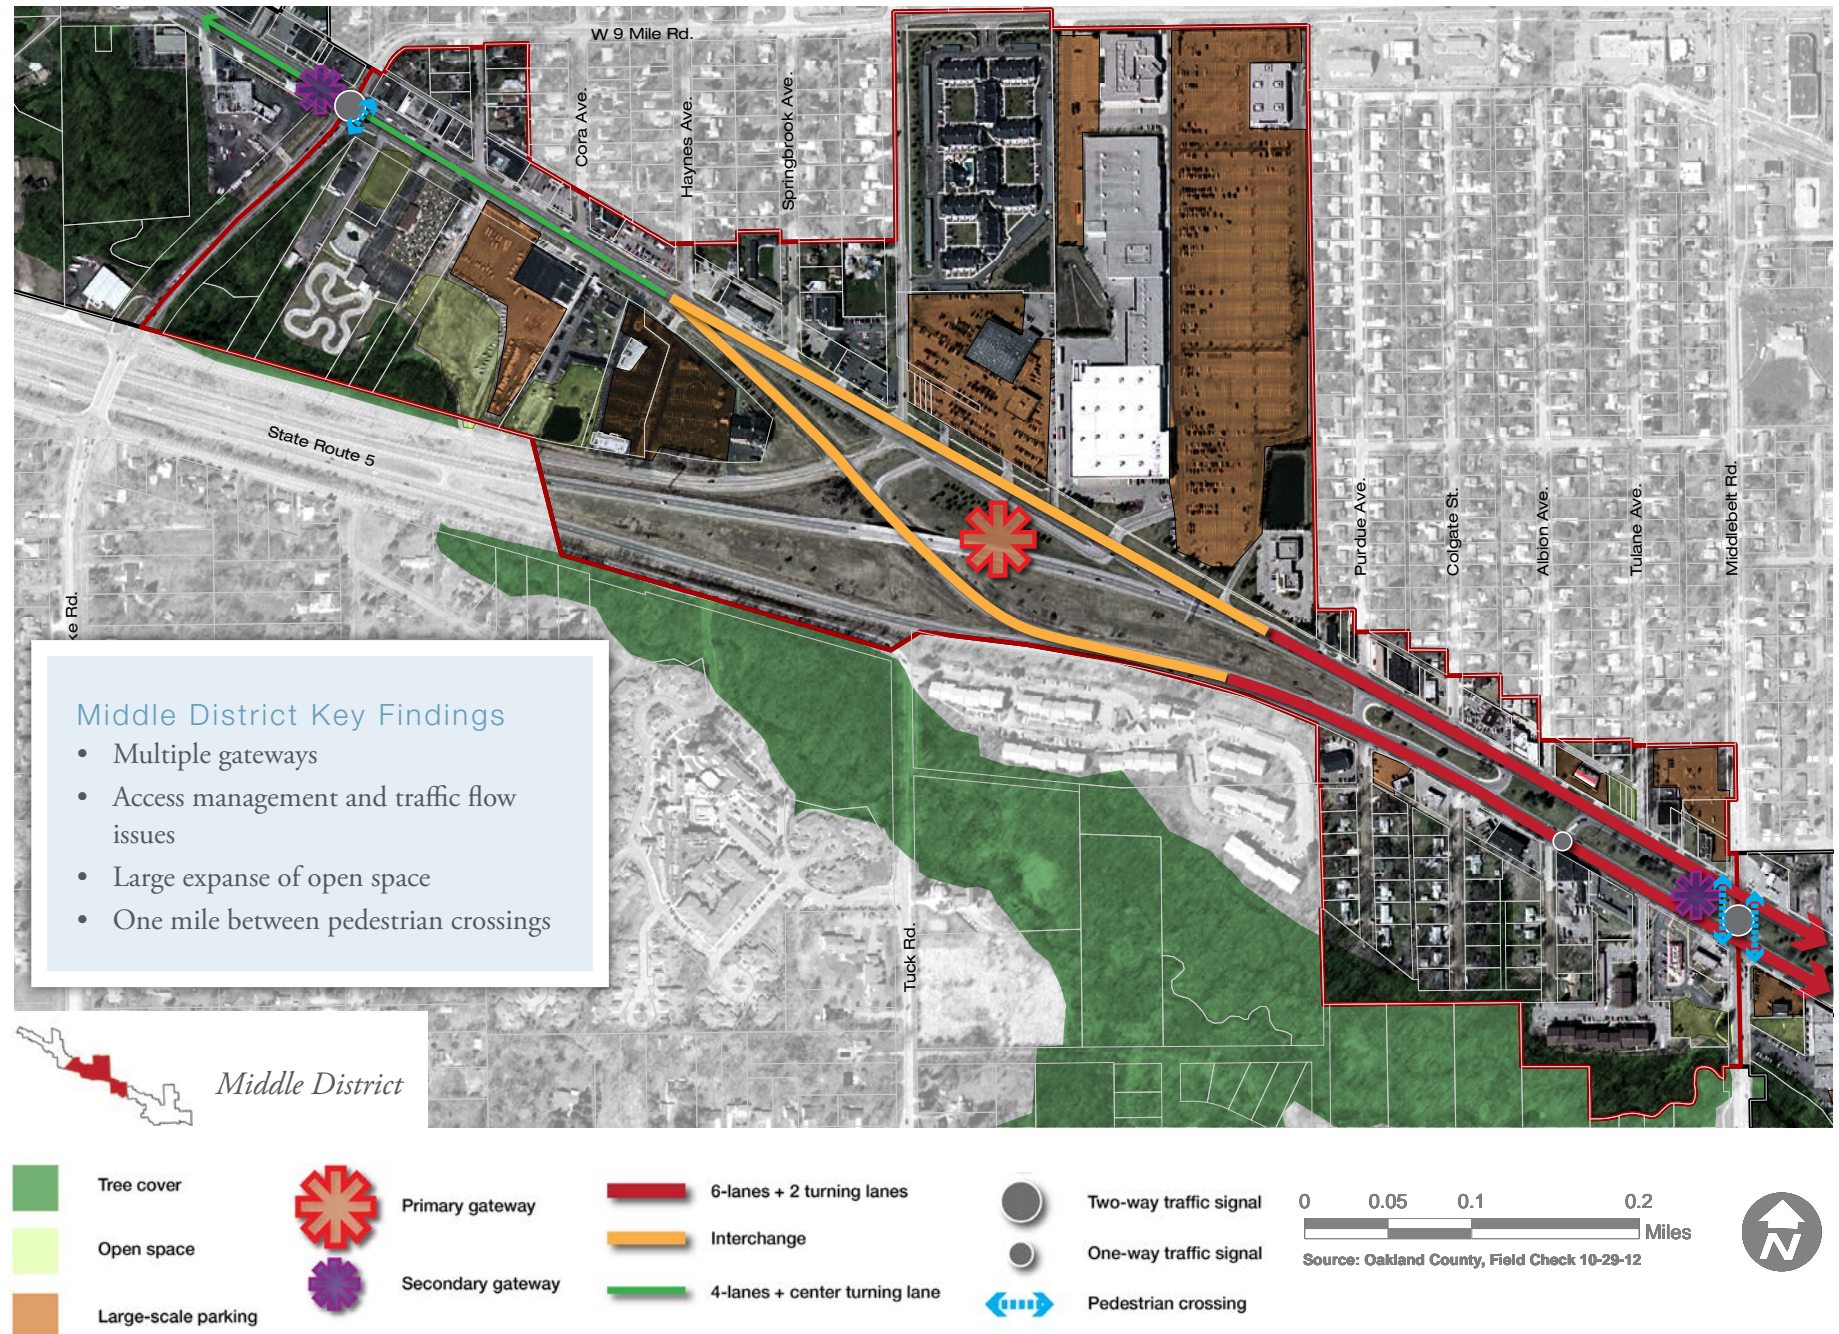 W 9 Mile Rd.
Cora Ave.
Haynes Ave.
Springbrook Ave.
State Route 5
Purdue Ave.
Colgate St.
Albion Ave.
Tulane Ave.
Middlebelt Rd.
ke Rd.
Tuck Rd.
Middle District Key Findings
• Multiple gateways
• Access management and traffic flow
issues
• Large expanse of open space
• One mile between pedestrian crossings
Middle District
Tree cover
Open space
Large-scale parking
Primary gateway
Secondary gateway
6-lanes + 2 turning lanes
Interchange
4-lanes + center turning lane
Two-way traffic signal
One-way traffic signal
Pedestrian crossing
0 0.05 0.1 0.2
Miles
Source: Oakland County, Field Check 10-29-12
N